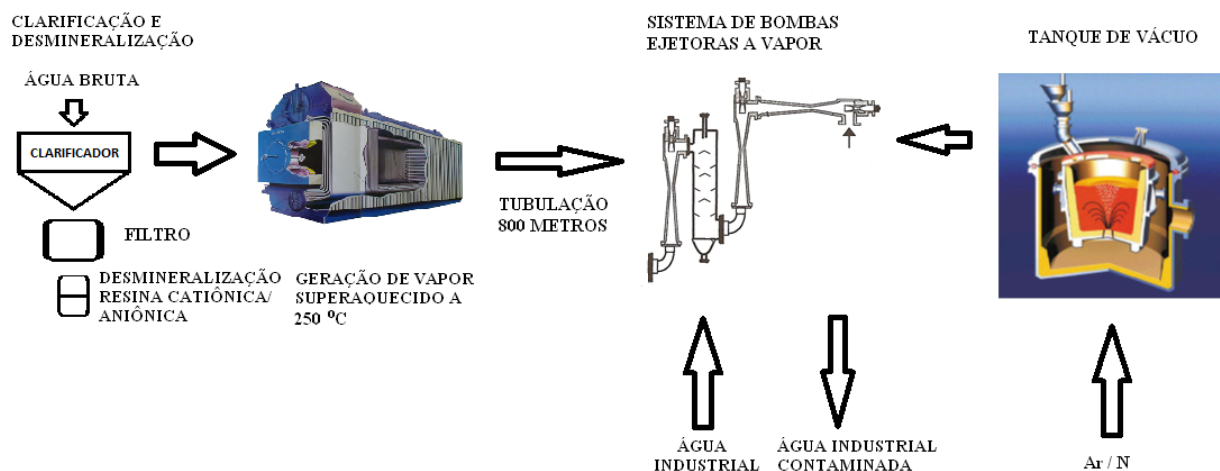 CLARIFICAÇÃO E
DESMINERALIZAÇÃO
ÁGUA BRUTA
CLARIFICADOR
FILTRO
DESMINERALIZAÇÃO
RESINA CATIÔNICA/
ANIÔNICA
GERAÇÃO DE VAPOR
SUPERAQUECIDO A
250 ⁰C
TUBULAÇÃO
800 METROS
SISTEMA DE BOMBAS
EJETORAS A VAPOR
ÁGUA
INDUSTRIAL
ÁGUA INDUSTRIAL
CONTAMINADA
TANQUE DE VÁCUO
Ar / N